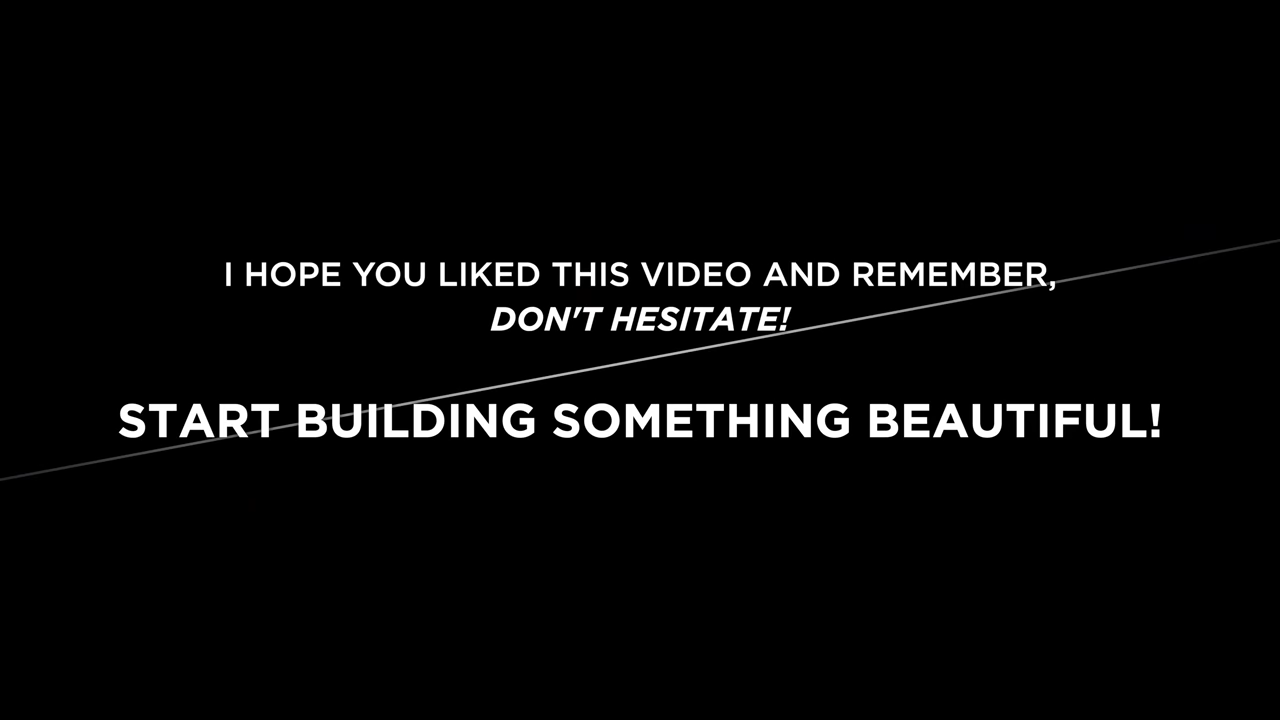 I HOPE YOU LIKED THIS VIDEO AND REMEMBER,
DON'T HESITATE!
START BUILDING SOMETHING BEAUTIFUL!